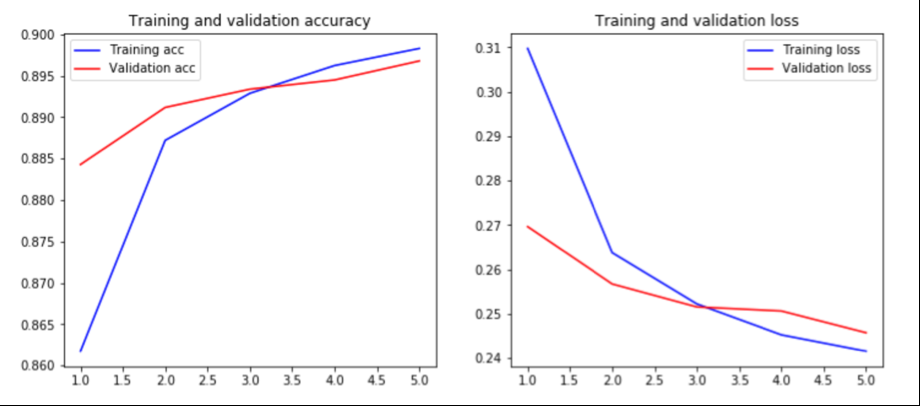 Training and validation accuracy
0.900
0.895
0.890
0.885
0.880
0.875
0.870
0.865
0.860
Training acc
Validation acc
1.0 1.5 2.0 2.5 3.0 3.5 4.0 4.5 5.0
Training and validation loss
0.31
0.30
0.29
0.28
0.27
0.26
0.25
0.24
Training loss
Validation loss
1.0 1.5 2.0 2.5 3.0 3.5 4.0 4.5 5.0